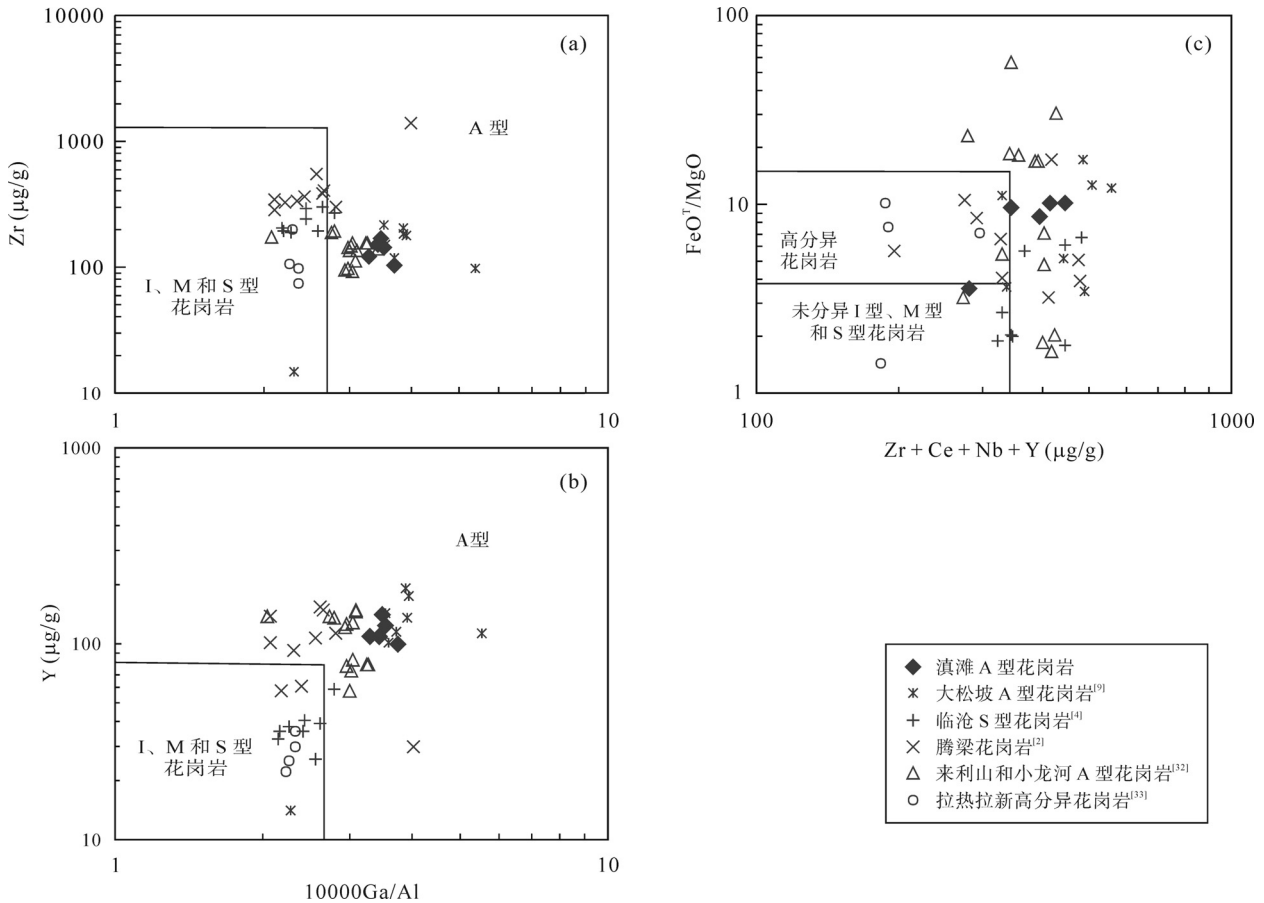 10000
(a)
A 型
1000
Zr (μg/g)
100
I、M 和 S 型
花岗岩
10
1
10
100
(c)
30
FeOᵀ/MgO
10
高分异
花岗岩
未分异 I 型、M 型
和 S 型花岗岩
1
100
1000
Zr + Ce + Nb + Y (μg/g)
1000
(b)
A型
Y (μg/g)
100
I、M 和 S 型
花岗岩
10
1
10
10000Ga/Al
滇滩 A 型花岗岩
大松坡 A 型花岗岩[9]
临沧 S 型花岗岩[4]
腾梁花岗岩[2]
来利山和小龙河 A 型花岗岩[32]
拉热拉新高分异花岗岩[33]